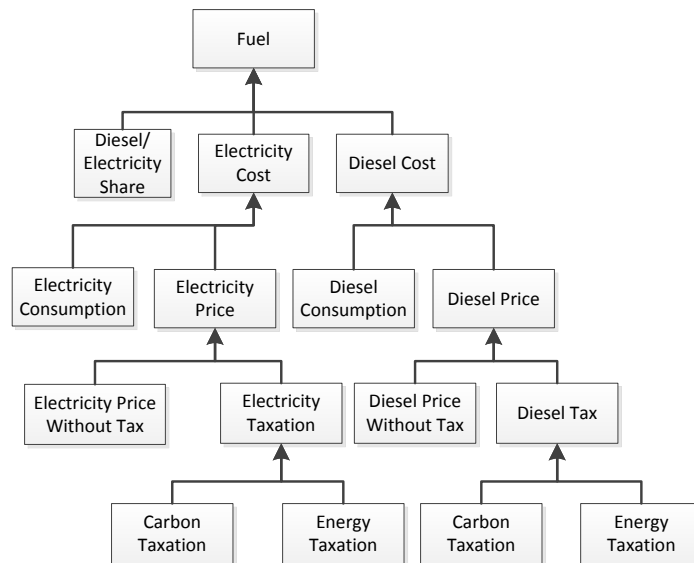 Fuel
Diesel/
Electricity
Share
Electricity
Cost
Diesel Cost
Electricity
Consumption
Electricity
Price
Diesel
Consumption
Diesel Price
Electricity Price
Without Tax
Electricity
Taxation
Diesel Price
Without Tax
Diesel Tax
Carbon
Taxation
Energy
Taxation
Carbon
Taxation
Energy
Taxation